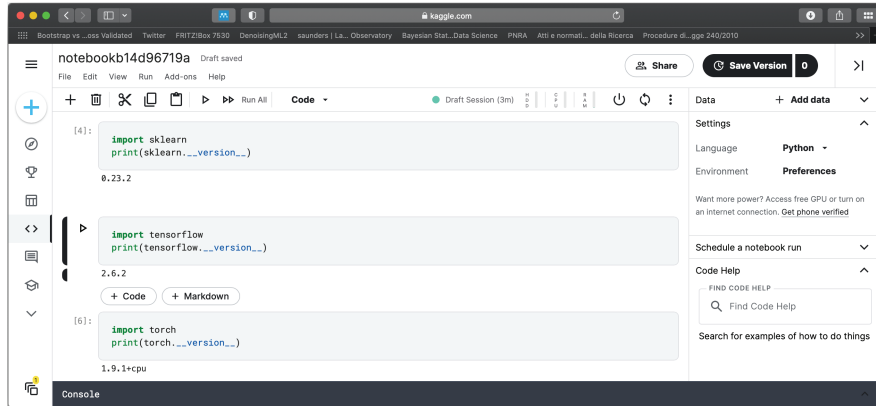 kaggle.com
Bootstrap vs ...oss Validated Twitter FRITZ!Box 7530 DenoisingML2 saunders | La... Observatory Bayesian Stat...Data Science PNRA Atti e normati... della Ricerca Procedure di...gge 240/2010 >>
notebookb14d96719a Draft saved
File Edit View Run Add-ons Help
Share
Save Version 0
Run All Code
Draft Session (3m) HDD CPU RAM
Data + Add data
Settings
Language Python
Environment Preferences
Want more power? Access free GPU or turn on
an internet connection. Get phone verified
Schedule a notebook run
Code Help
FIND CODE HELP
Find Code Help
Search for examples of how to do things
[4]:
import sklearn
print(sklearn.__version__)
0.23.2
import tensorflow
print(tensorflow.__version__)
2.6.2
+ Code + Markdown
[6]:
import torch
print(torch.__version__)
1.9.1+cpu
1
Console